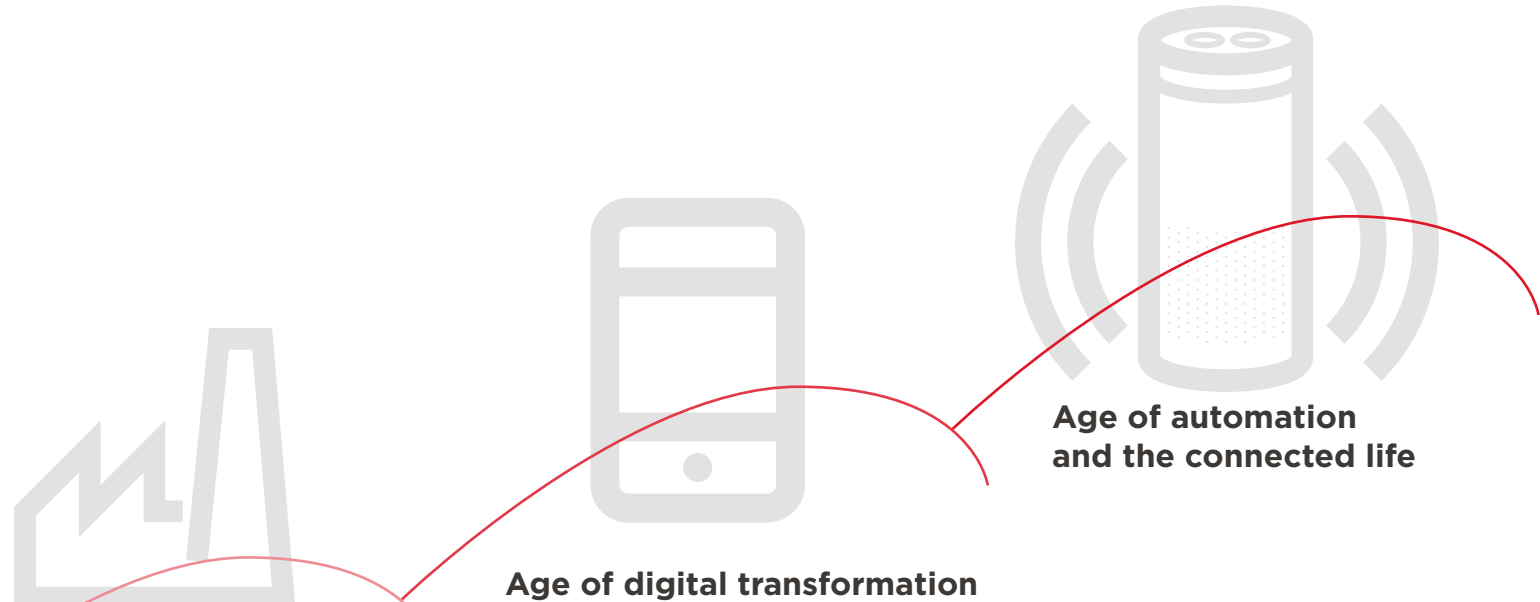 Age of automation
and the connected life
Age of digital transformation